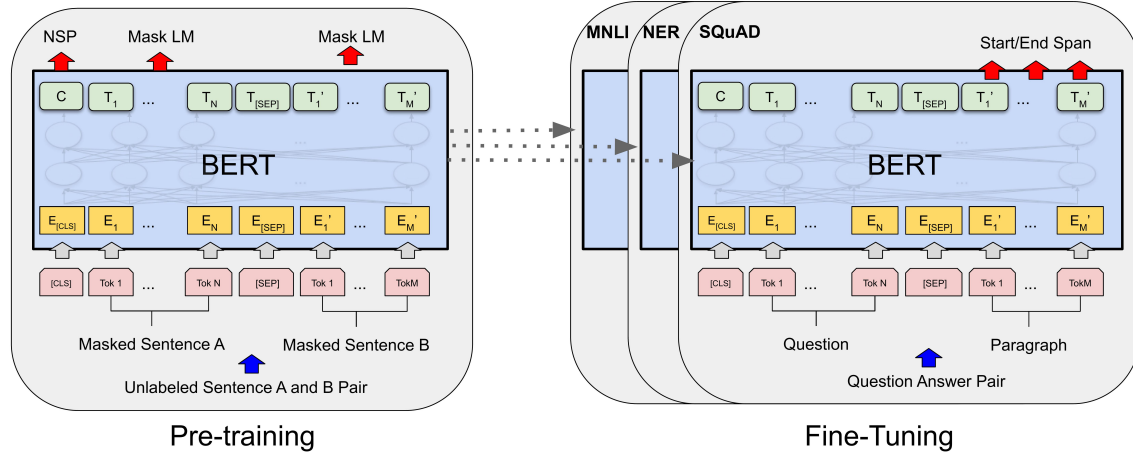 NSP Mask LM Mask LM
C T1 ... TN T[SEP] T1' ... TM'
...
BERT
...
E[CLS] E1 ... EN E[SEP] E1' ... EM'
[CLS] Tok 1 ... Tok N [SEP] Tok 1 ... TokM
Masked Sentence A Masked Sentence B
Unlabeled Sentence A and B Pair
Pre-training
MNLI NER SQuAD
Start/End Span
C T1 ... TN T[SEP] T1' ... TM'
...
BERT
...
E[CLS] E1 ... EN E[SEP] E1' ... EM'
[CLS] Tok 1 ... Tok N [SEP] Tok 1 ... TokM
Question Paragraph
Question Answer Pair
Fine-Tuning